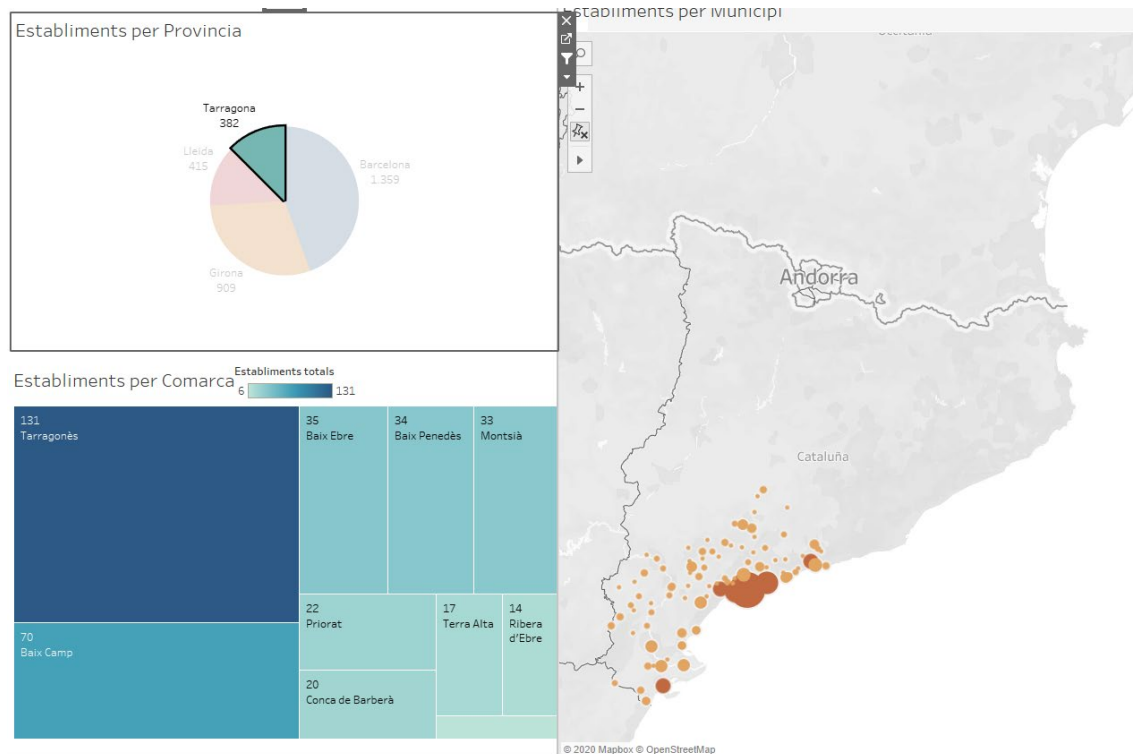 Establiments per Provincia
Tarragona
382
Lleida
415
Barcelona
1.359
Girona
909
Establiments per Comarca
Establiments totals
6
131
131
Tarragonès
70
Baix Camp
35
Baix Ebre
34
Baix Penedès
33
Montsià
22
Priorat
20
Conca de Barberà
17
Terra Alta
14
Ribera
d'Ebre
Establiments per Municipi
Occitania
Andorra
Cataluña
© 2020 Mapbox © OpenStreetMap